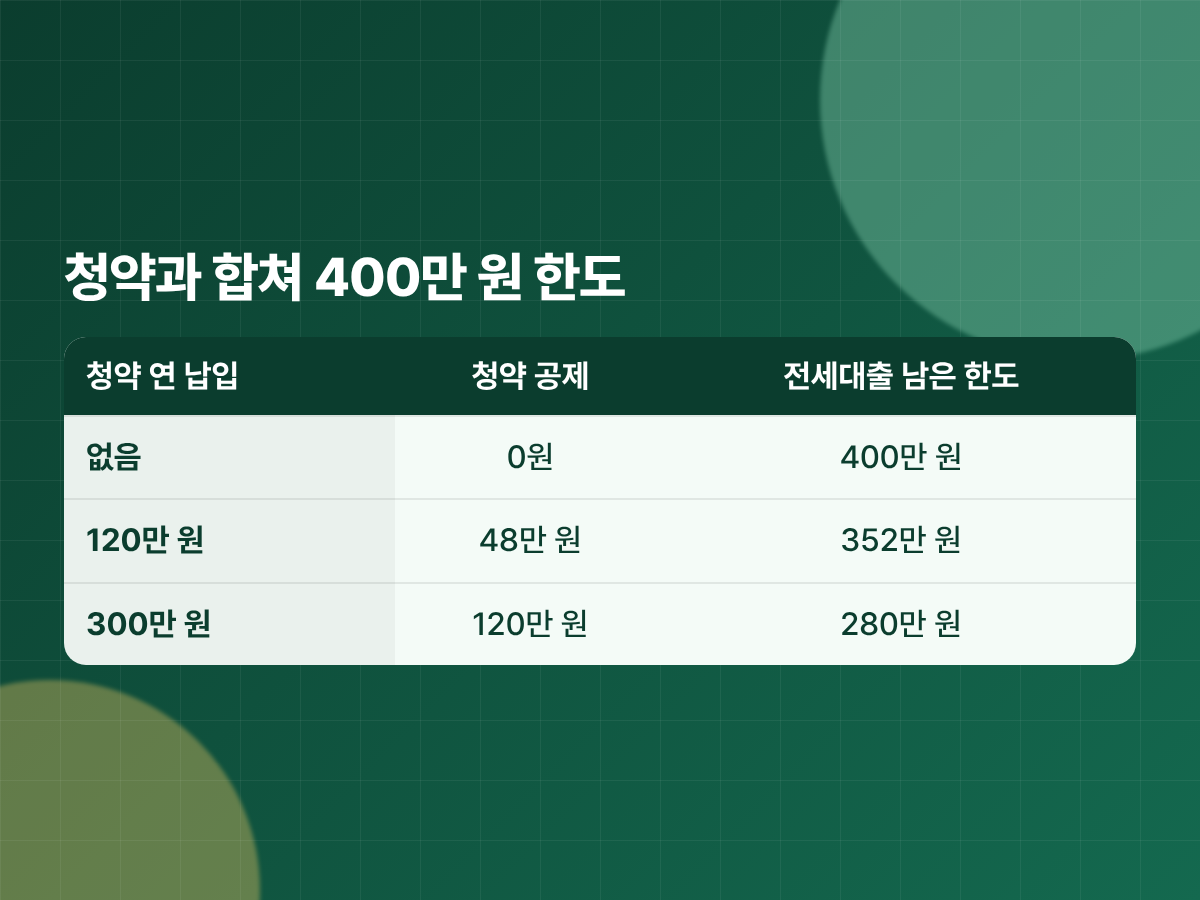 청약과 합쳐 400만 원 한도
청약 연 납입 청약 공제 전세대출 남은 한도
없음 0원 400만 원
120만 원 48만 원 352만 원
300만 원 120만 원 280만 원